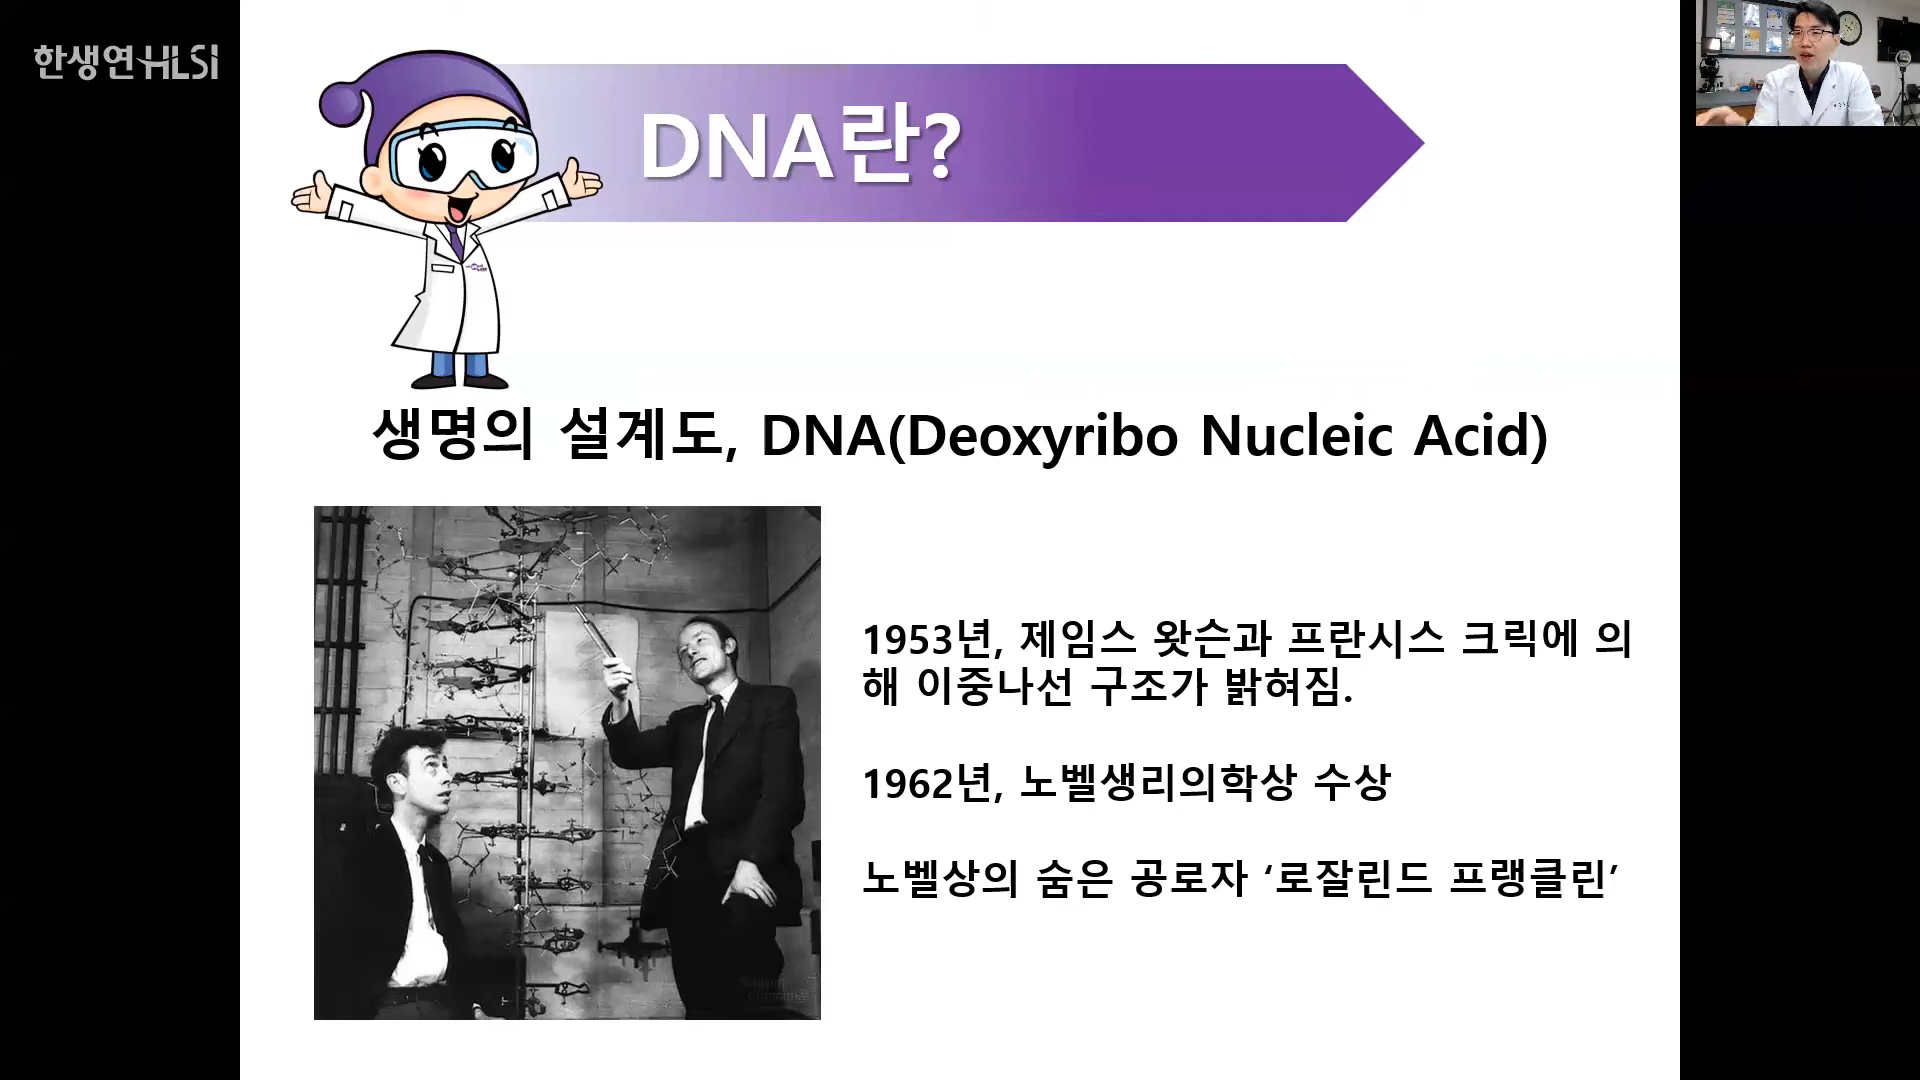 한생연HLSI
DNA란?
생명의 설계도, DNA(Deoxyribo Nucleic Acid)
1953년, 제임스 왓슨과 프란시스 크릭에 의
해 이중나선 구조가 밝혀짐.
1962년, 노벨생리의학상 수상
노벨상의 숨은 공로자 ‘로잘린드 프랭클린’